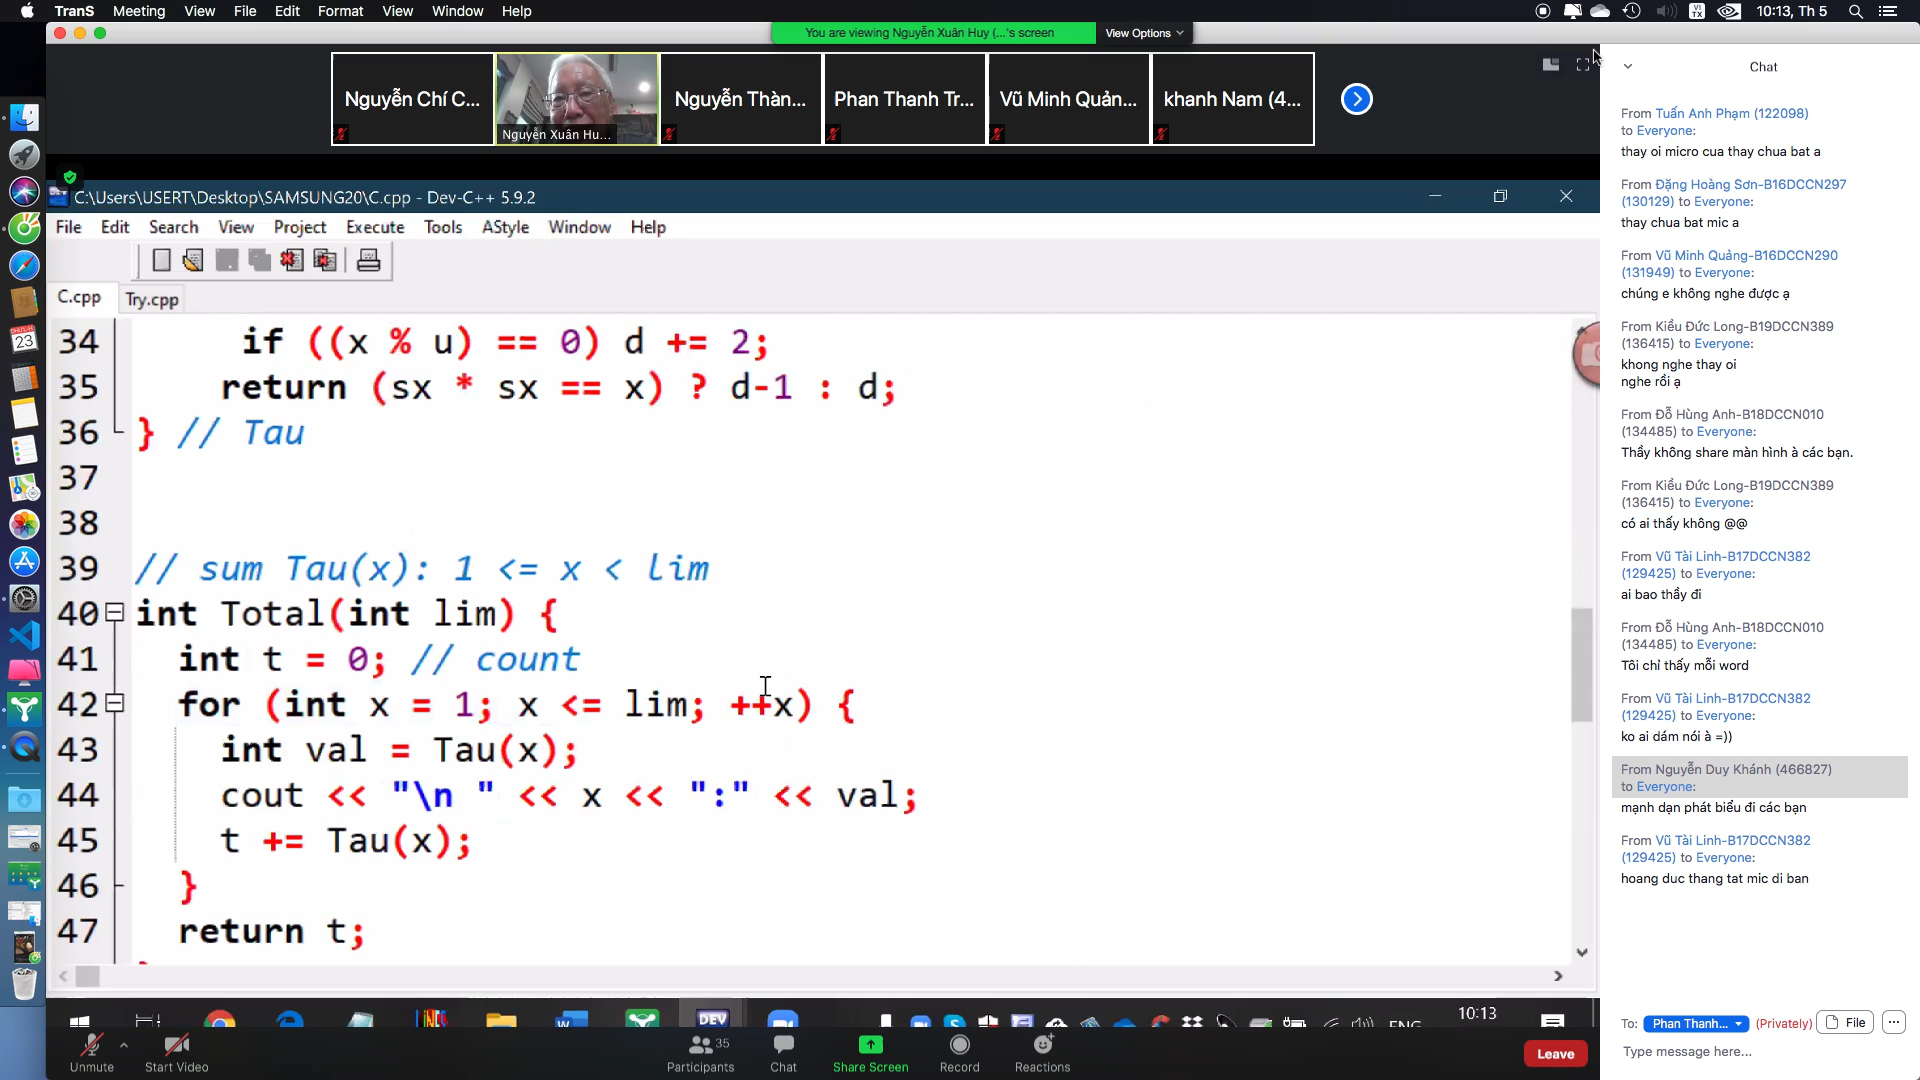 TranS Meeting View File Edit Format View Window Help
VI
TX
10:13, Th 5
You are viewing Nguyễn Xuân Huy (...'s screen
View Options
Nguyễn Chí C...
Nguyễn Xuân Hu...
Nguyễn Thàn...
Phan Thanh Tr...
Vũ Minh Quản...
khanh Nam (4...
C:\Users\USERT\Desktop\SAMSUNG20\C.cpp - Dev-C++ 5.9.2
File Edit Search View Project Execute Tools AStyle Window Help
C.cpp Try.cpp
34 if ((x % u) == 0) d += 2;
35 return (sx * sx == x) ? d-1 : d;
36 } // Tau
37
38
39 // sum Tau(x): 1 <= x < lim
40 int Total(int lim) {
41 int t = 0; // count
42 for (int x = 1; x <= lim; ++x) {
43 int val = Tau(x);
44 cout << "\n " << x << ":" << val;
45 t += Tau(x);
46 }
47 return t;
DEV
ENG
10:13
Unmute
Start Video
Participants
35
Chat
Share Screen
Record
Reactions
Leave
23
Chat
From Tuấn Anh Phạm (122098)
to Everyone:
thay oi micro cua thay chua bat a
From Đặng Hoàng Sơn-B16DCCN297
(130129) to Everyone:
thay chua bat mic a
From Vũ Minh Quảng-B16DCCN290
(131949) to Everyone:
chúng e không nghe được ạ
From Kiều Đức Long-B19DCCN389
(136415) to Everyone:
khong nghe thay oi
nghe rồi ạ
From Đỗ Hùng Anh-B18DCCN010
(134485) to Everyone:
Thầy không share màn hình à các bạn.
From Kiều Đức Long-B19DCCN389
(136415) to Everyone:
có ai thấy không @@
From Vũ Tài Linh-B17DCCN382
(129425) to Everyone:
ai bao thầy đi
From Đỗ Hùng Anh-B18DCCN010
(134485) to Everyone:
Tôi chỉ thấy mỗi word
From Vũ Tài Linh-B17DCCN382
(129425) to Everyone:
ko ai dám nói à =))
From Nguyễn Duy Khánh (466827)
to Everyone:
mạnh dạn phát biểu đi các bạn
From Vũ Tài Linh-B17DCCN382
(129425) to Everyone:
hoang duc thang tat mic di ban
To: Phan Thanh... (Privately) File
Type message here...